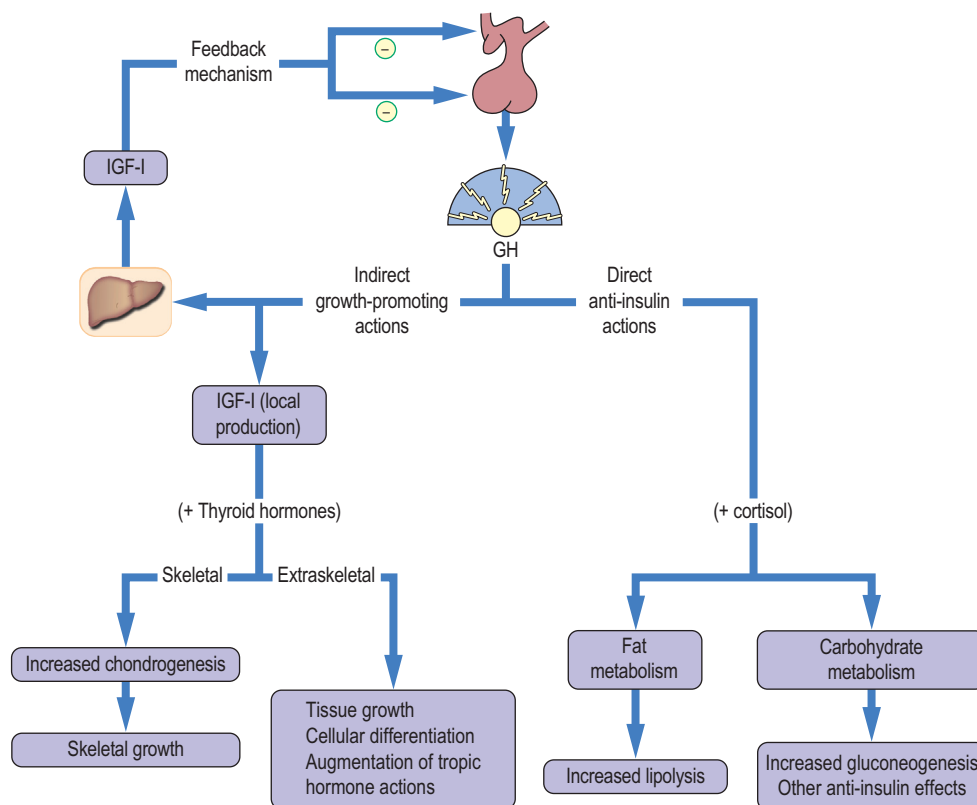 Feedback
mechanism
−
−
IGF-I
GH
Indirect
growth-promoting
actions
Direct
anti-insulin
actions
IGF-I (local
production)
(+ Thyroid hormones)
(+ cortisol)
Skeletal
Extraskeletal
Increased chondrogenesis
Skeletal growth
Tissue growth
Cellular differentiation
Augmentation of tropic
hormone actions
Fat
metabolism
Increased lipolysis
Carbohydrate
metabolism
Increased gluconeogenesis
Other anti-insulin effects